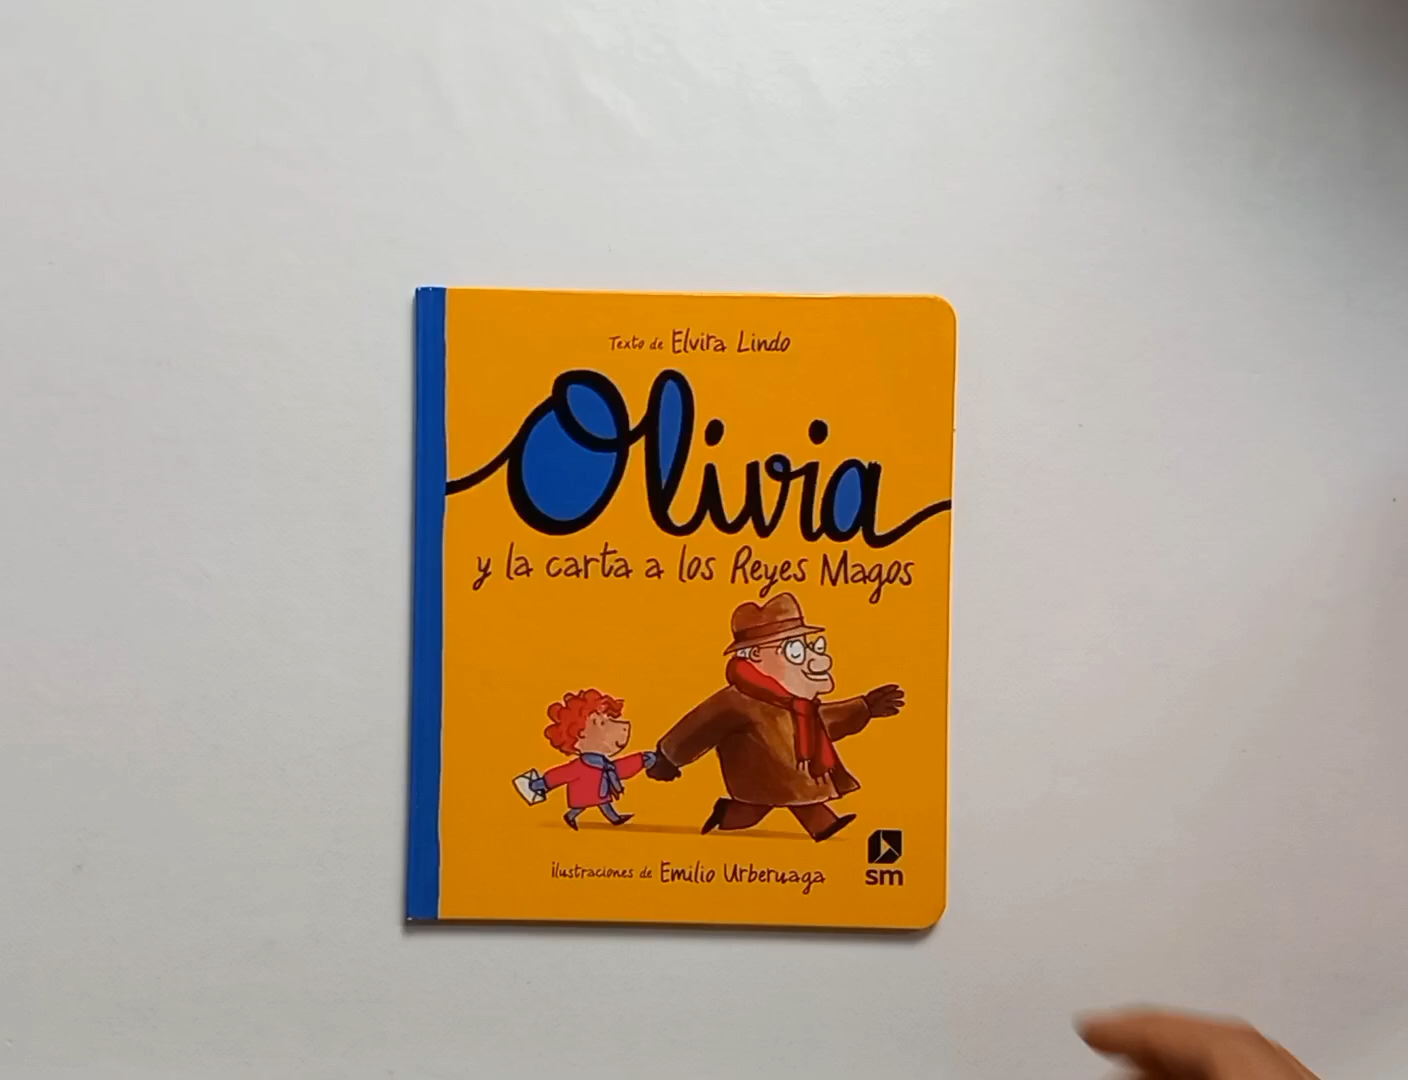 Texto de Elvira Lindo
Olivia
y la carta a los Reyes Magos
ilustraciones de Emilio Urberuaga
sm